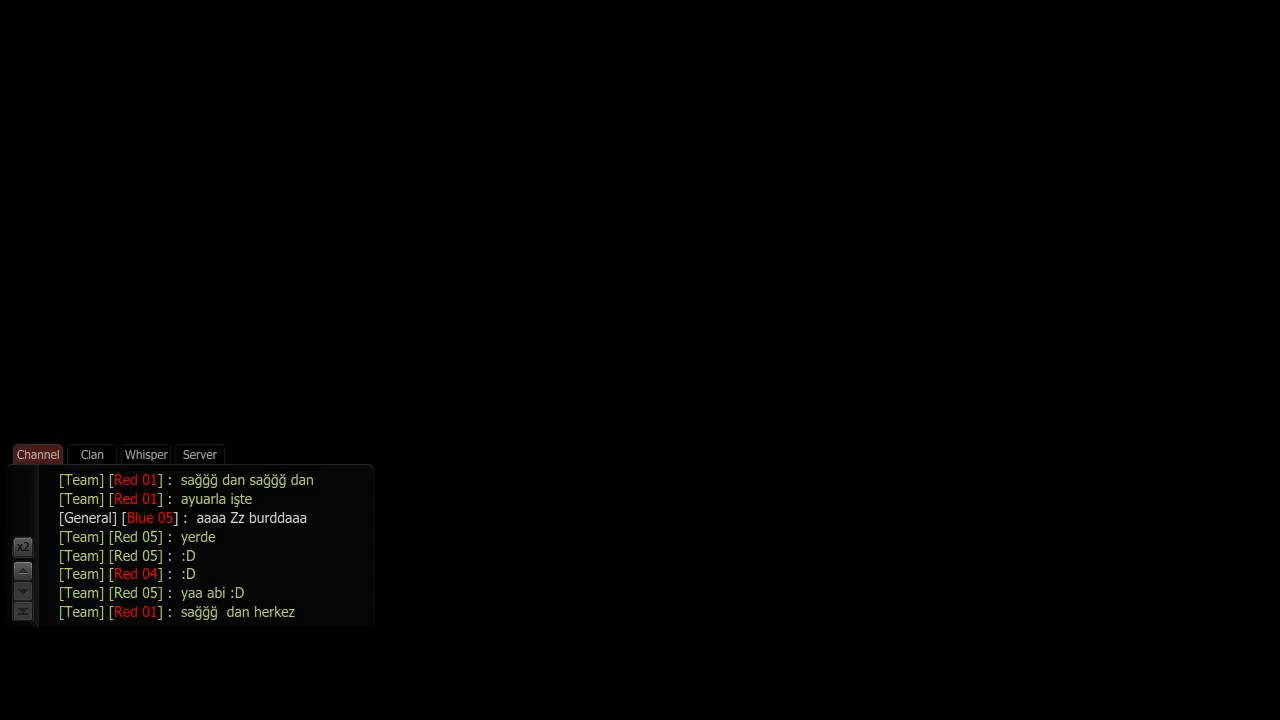 Channel Clan Whisper Server
[Team] [Red 01] : sağğğ dan sağğğ dan
[Team] [Red 01] : ayuarla işte
[General] [Blue 05] : aaaa Zz burddaaa
[Team] [Red 05] : yerde
[Team] [Red 05] : :D
[Team] [Red 04] : :D
[Team] [Red 05] : yaa abi :D
[Team] [Red 01] : sağğğ dan herkez
x2